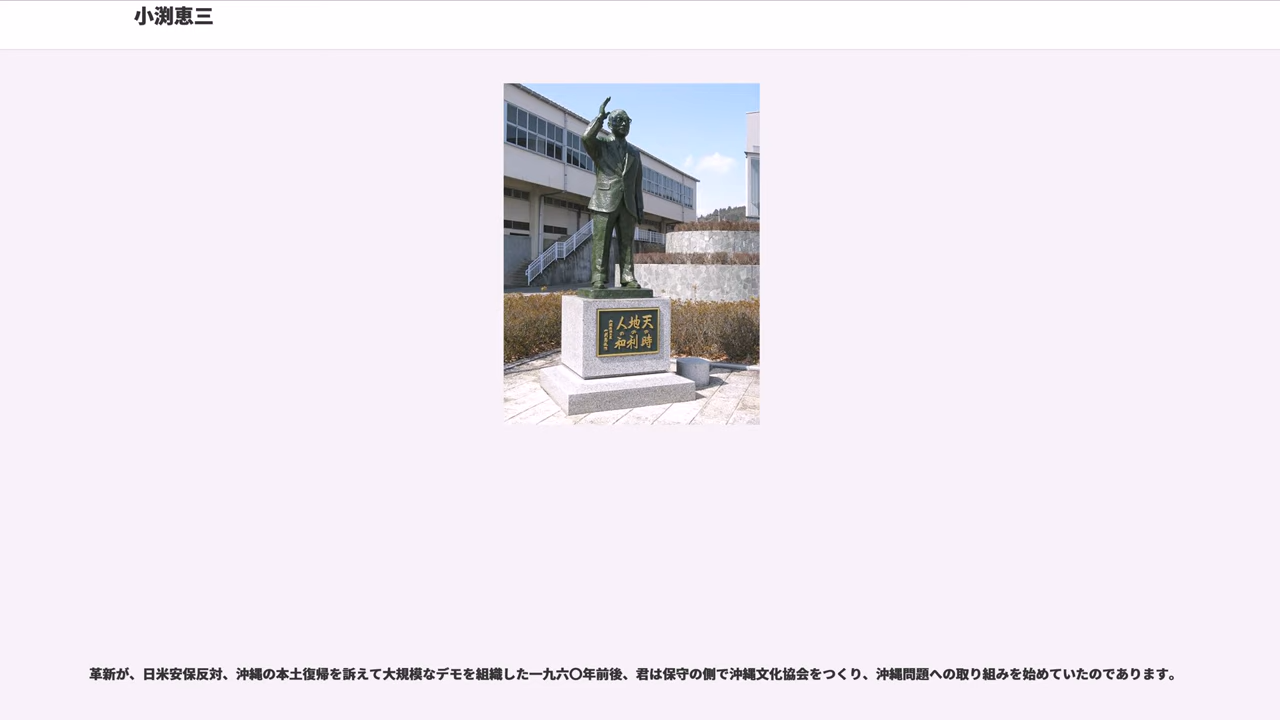 小渕恵三
天の時
地の利
人の和
革新が、日米安保反対、沖縄の本土復帰を訴えて大規模なデモを組織した一九六〇年前後、君は保守の側で沖縄文化協会をつくり、沖縄問題への取り組みを始めていたのであります。